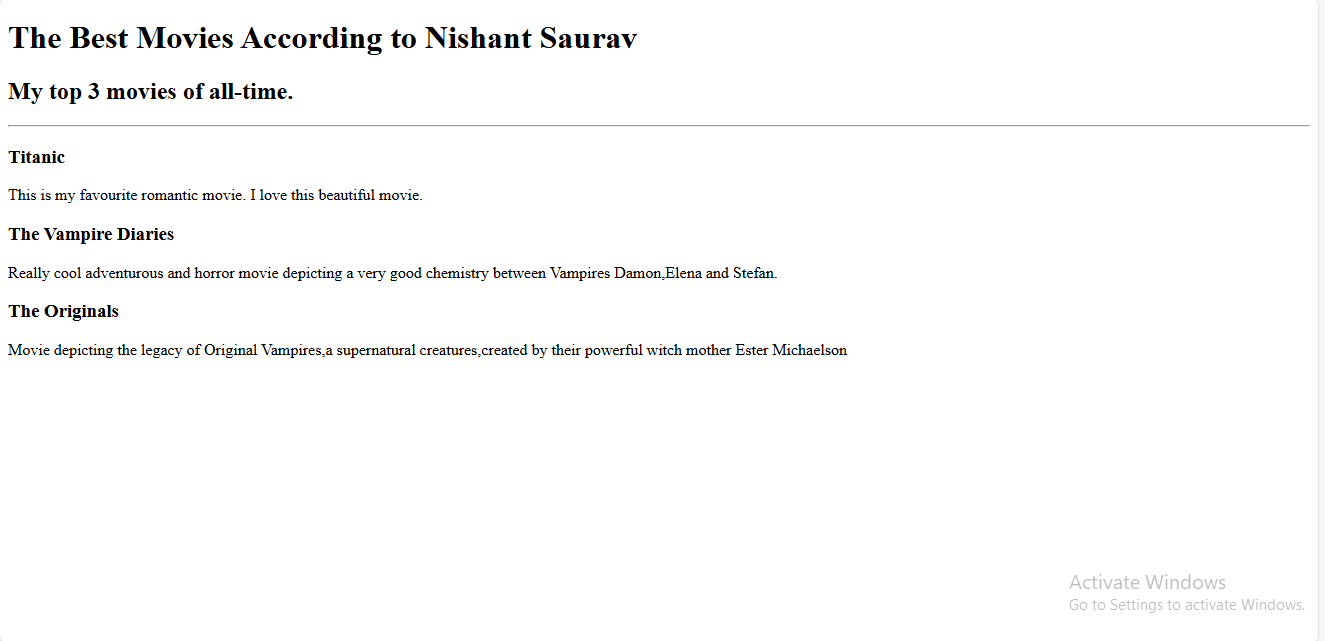 The Best Movies According to Nishant Saurav
My top 3 movies of all-time.
Titanic
This is my favourite romantic movie. I love this beautiful movie.
The Vampire Diaries
Really cool adventurous and horror movie depicting a very good chemistry between Vampires Damon,Elena and Stefan.
The Originals
Movie depicting the legacy of Original Vampires,a supernatural creatures,created by their powerful witch mother Ester Michaelson
Activate Windows
Go to Settings to activate Windows.